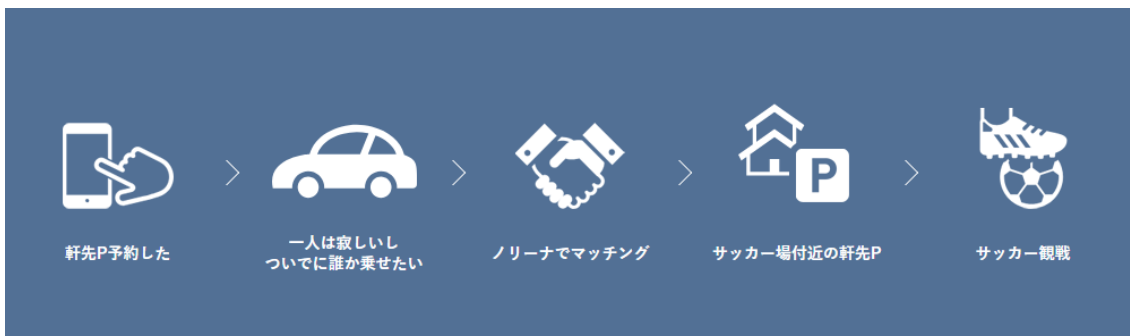 P
軒先P予約した
一人は寂しいし
ついでに誰か乗せたい
ノリーナでマッチング
サッカー場付近の軒先P
サッカー観戦